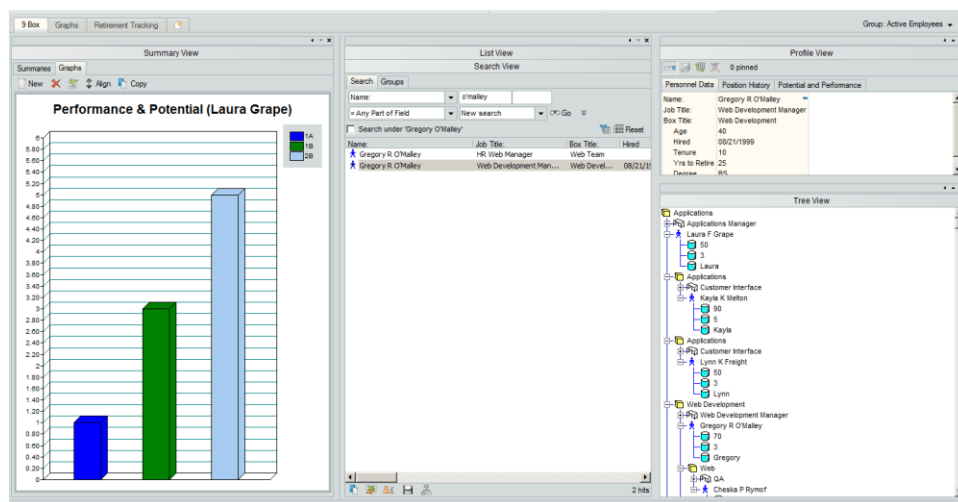 9 Box Graphs Retirement Tracking Group: Active Employees
Summary View
Summaries Graphs
New Align Copy
Performance & Potential (Laura Grape)
1A
1B
2B
6
5.80
5.60
5.40
5.20
5
4.80
4.60
4.40
4.20
4
3.80
3.60
3.40
3.20
3
2.80
2.60
2.40
2.20
2
1.80
1.60
1.40
1.20
1
0.80
0.60
0.40
0.20
0
List View
Search View
Search Groups
Name: o'malley
= Any Part of Field New search Go
Search under 'Gregory O'Malley' Reset
Name: Job Title: Box Title: Hired
Gregory R O'Malley HR Web Manager Web Team
Gregory R O'Malley Web Development Man... Web Devel... 08/21/1
2 hits
Profile View
0 pinned
Personnel Data Position History Potential and Performance
Name: Gregory R O'Malley
Job Title: Web Development Manager
Box Title: Web Development
Age 40
Hired 08/21/1999
Tenure 10
Yrs to Retire 25
Degree BS
Tree View
Applications
Applications Manager
Laura F Grape
50
3
Laura
Applications
Customer Interface
Kayla K Melton
90
5
Kayla
Applications
Customer Interface
Lynn K Freight
50
3
Lynn
Web Development
Web Development Manager
Gregory R O'Malley
70
3
Gregory
Web
QA
Cheska P Rymof